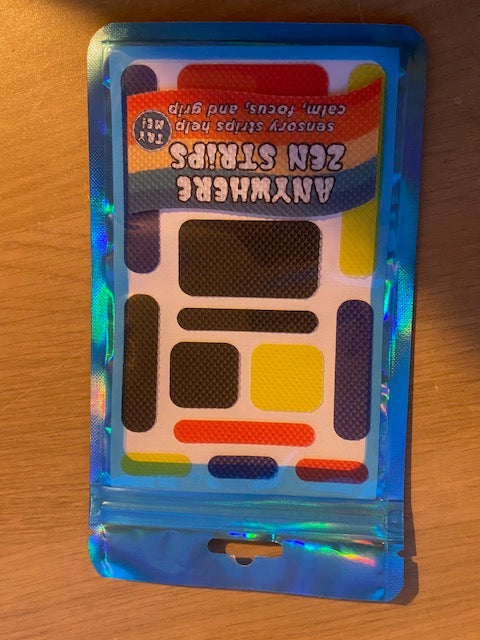 ANYWHERE
ZEN STRIPS
sensory strips help
calm, focus, and grip
TRY
ME!